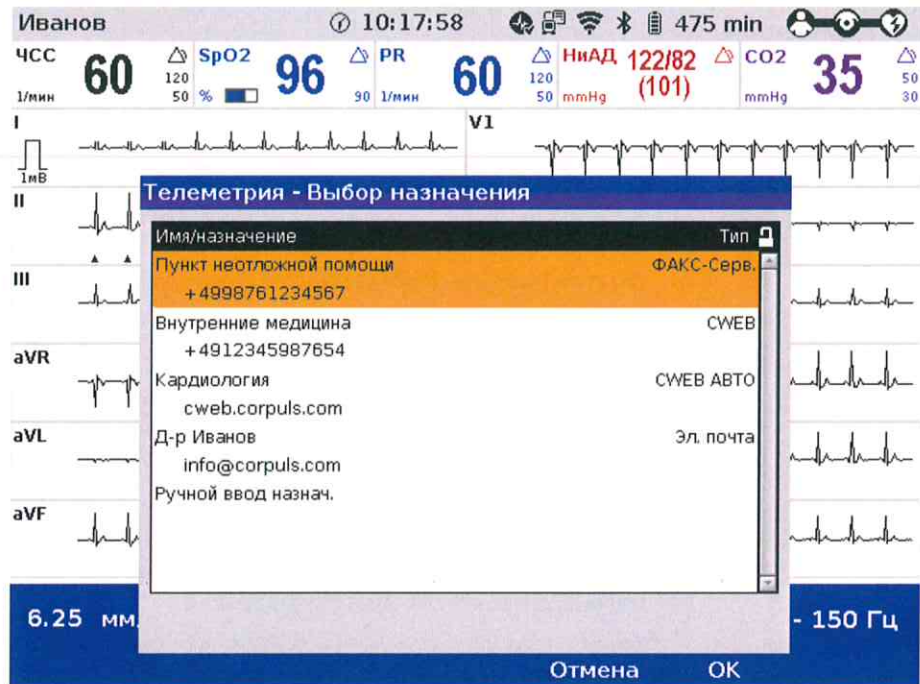 Иванов 10:17:58 475 min
ЧСС 60 120 50 1/мин
SpO2 96 % 90
PR 60 120 50 1/мин
НиАД 122/82 (101) mmHg
CO2 35 50 30 mmHg
I V1
1мВ
Телеметрия - Выбор назначения
II
Имя/назначение Тип
Пункт неотложной помощи ФАКС-Серв.
+4998761234567
III
Внутренние медицина CWEB
+4912345987654
aVR
Кардиология CWEB АВТО
cweb.corpuls.com
aVL
Д-р Иванов Эл. почта
info@corpuls.com
Ручной ввод назнач.
aVF
6.25 мм - 150 Гц
Отмена OK